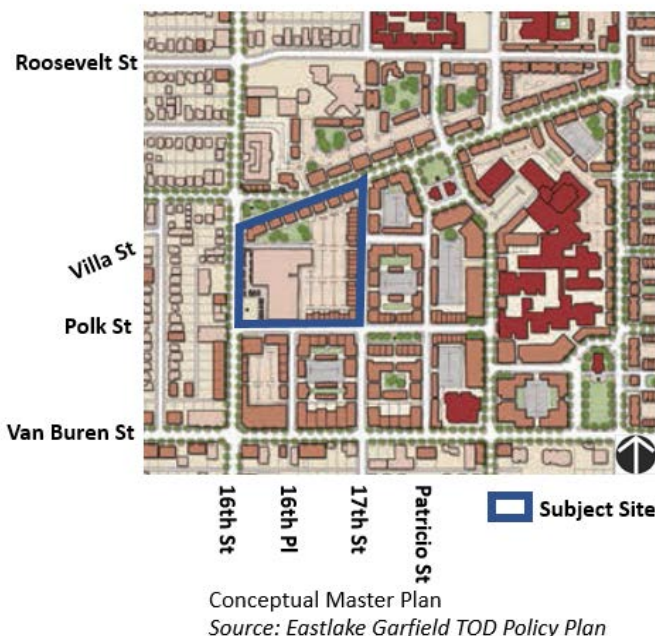 Roosevelt St
Villa St
Polk St
Van Buren St
16th St
16th Pl
17th St
Patricio St
Subject Site
Conceptual Master Plan
Source: Eastlake Garfield TOD Policy Plan